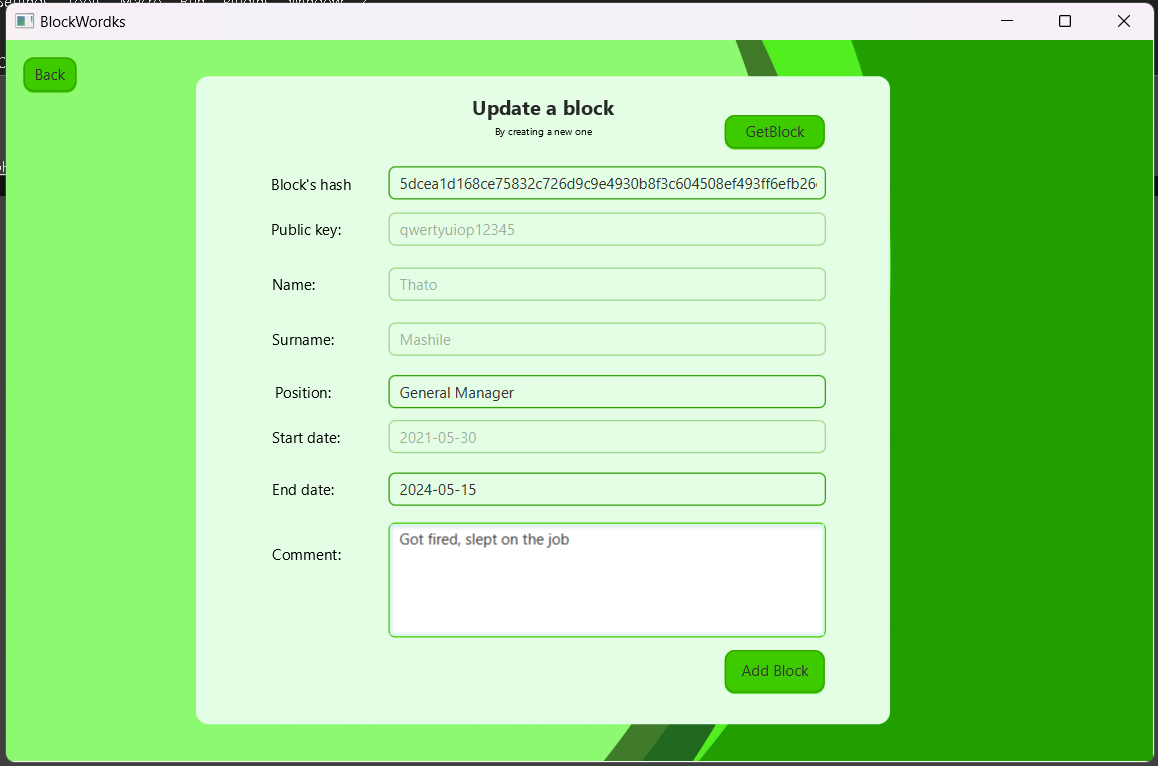 BlockWordks
Back
Update a block
By creating a new one
GetBlock
Block's hash
5dcea1d168ce75832c726d9c9e4930b8f3c604508ef493ff6efb26
Public key:
qwertyuiop12345
Name:
Thato
Surname:
Mashile
Position:
General Manager
Start date:
2021-05-30
End date:
2024-05-15
Comment:
Got fired, slept on the job
Add Block